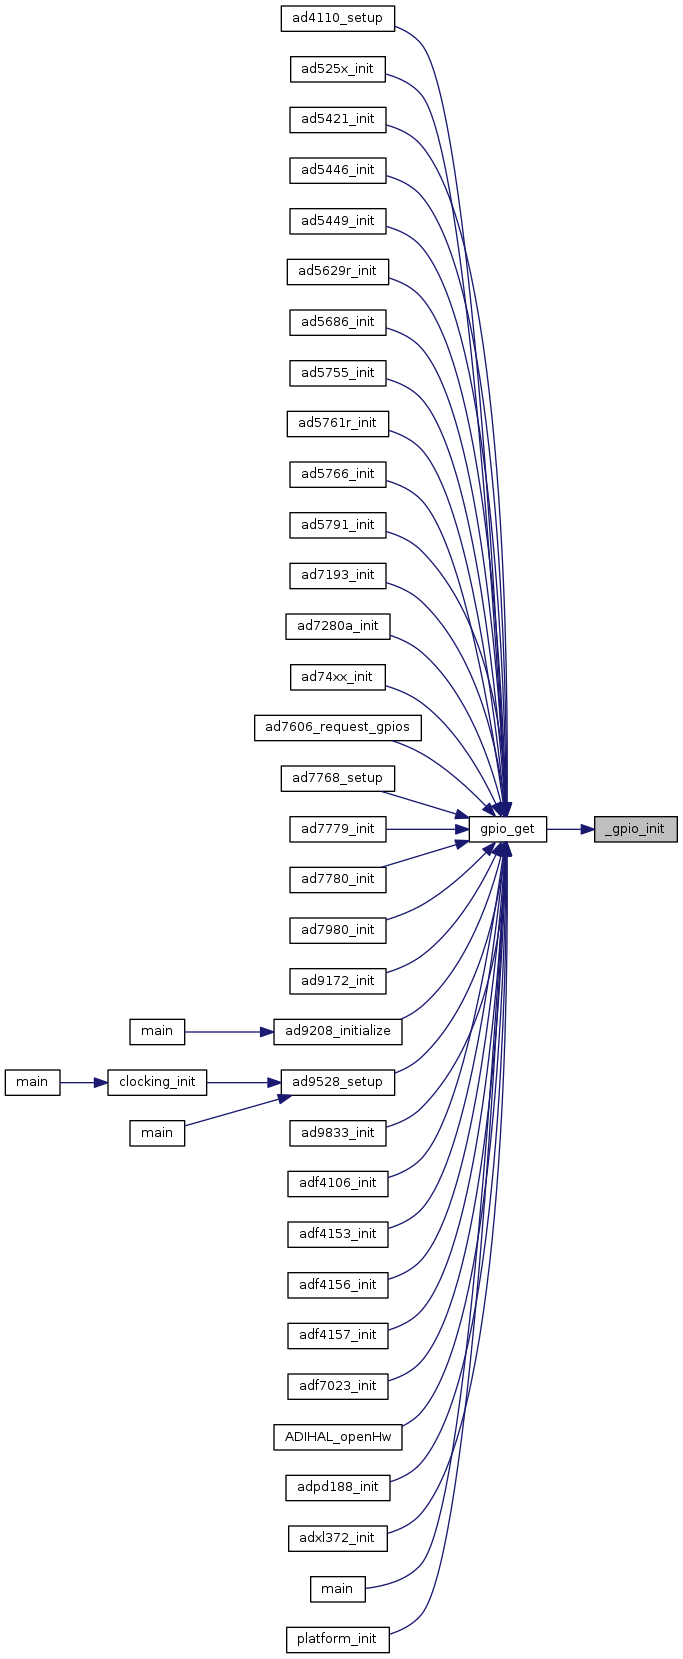 ad4110_setup
ad525x_init
ad5421_init
ad5446_init
ad5449_init
ad5629r_init
ad5686_init
ad5755_init
ad5761r_init
ad5766_init
ad5791_init
ad7193_init
ad7280a_init
ad74xx_init
ad7606_request_gpios
ad7768_setup
ad7779_init
gpio_get
_gpio_init
ad7780_init
ad7980_init
ad9172_init
main
ad9208_initialize
main
clocking_init
ad9528_setup
main
ad9833_init
adf4106_init
adf4153_init
adf4156_init
adf4157_init
adf7023_init
ADIHAL_openHw
adpd188_init
adxl372_init
main
platform_init